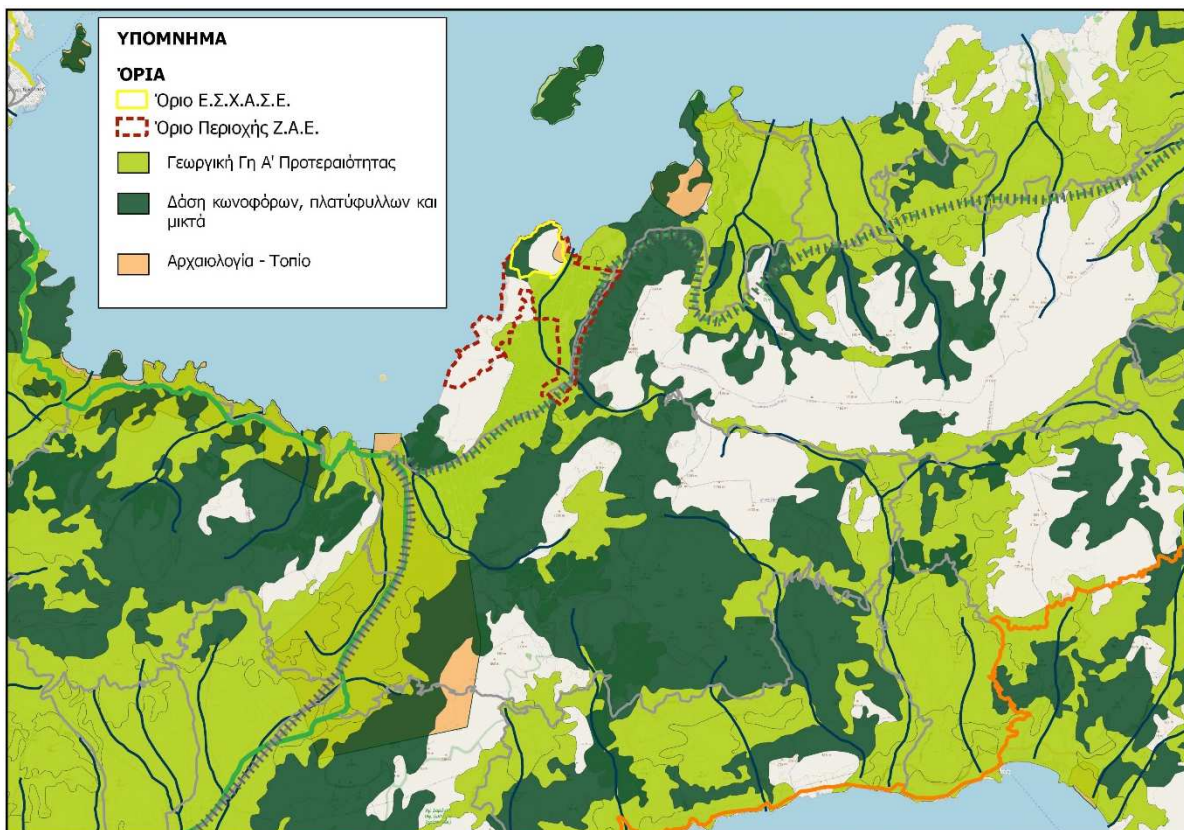 ΥΠΟΜΝΗΜΑ
ΌΡΙΑ
Όριο Ε.Σ.Χ.Α.Σ.Ε.
Όριο Περιοχής Ζ.Α.Ε.
Γεωργική Γη Α' Προτεραιότητας
Δάση κωνοφόρων, πλατύφυλλων και
μικτά
Αρχαιολογία - Τοπίο